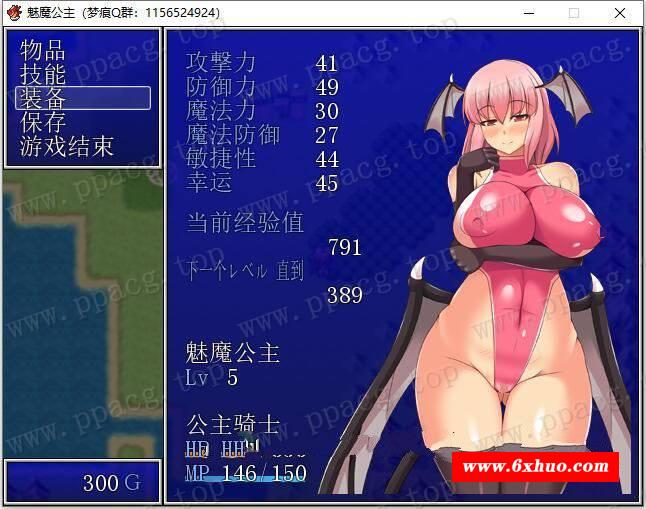 魅魔公主 (梦痕Q群: 1156524924)
物品
技能
装备
保存
游戏结束
攻撃力 41
防御力 49
魔法力 30
魔法防御 27
敏捷性 44
幸运 45
当前经验值
791
下一个レベル 直到
389
魅魔公主
Lv 5
公主骑士
MP 146/150
300G
www.6xhuo.com
www.ppacg.top